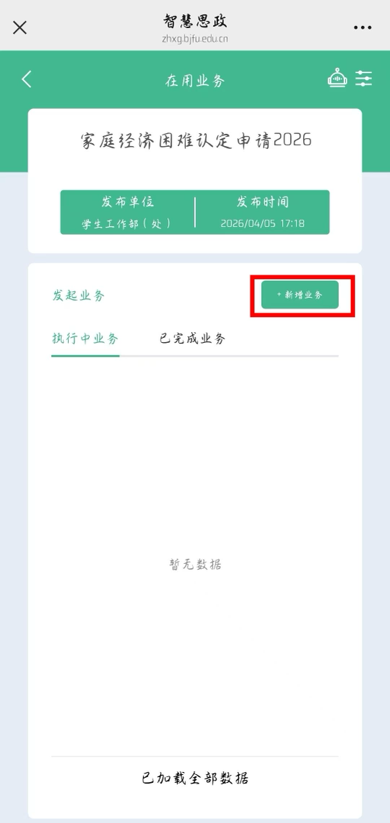 智慧思政
zhxg.bjfu.edu.cn
在用业务
家庭经济困难认定申请2026
发布单位 发布时间
学生工作部（处） 2026/04/05 17:18
发起业务 + 新增业务
执行中业务 已完成业务
暂无数据
已加载全部数据